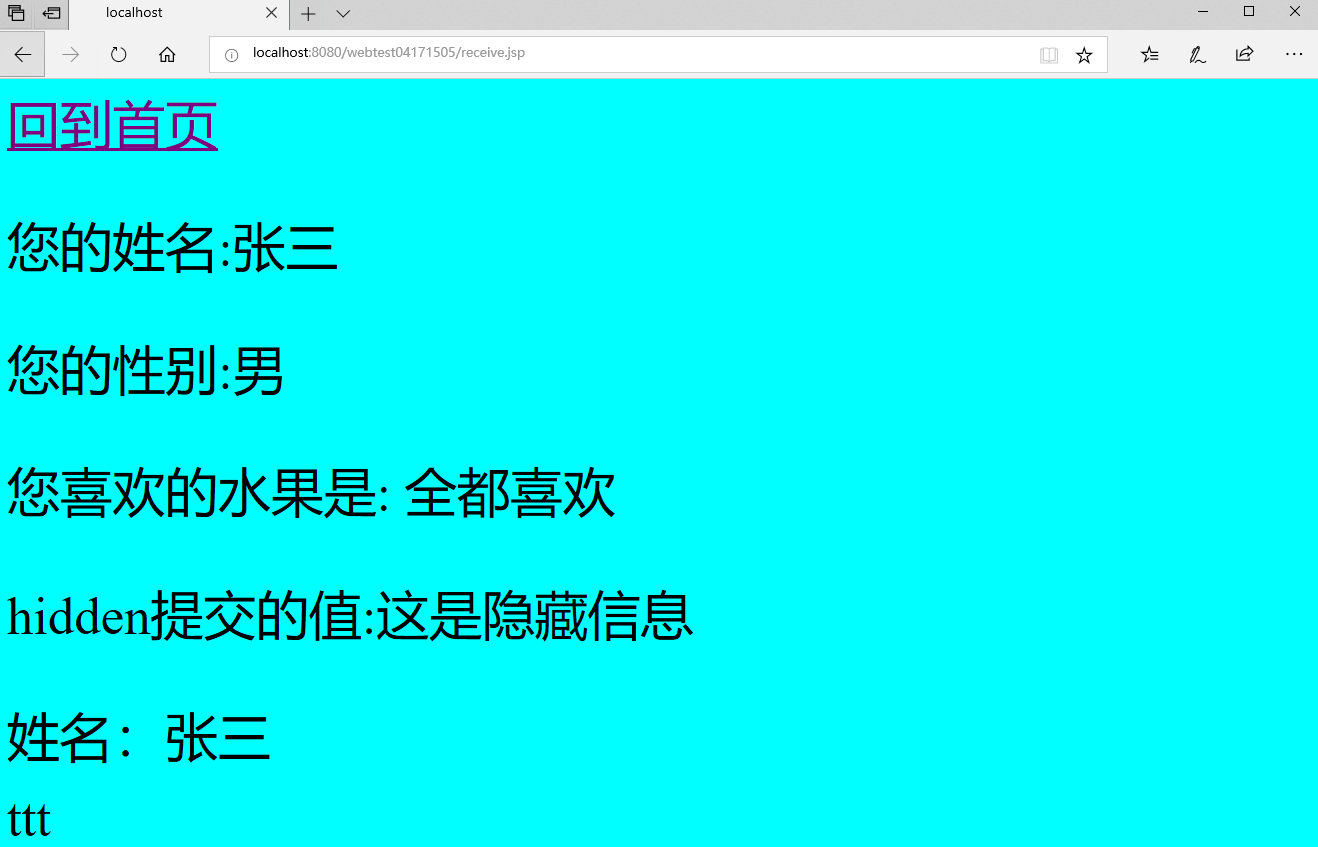 localhost
localhost:8080/webtest04171505/receive.jsp
回到首页
您的姓名:张三
您的性别:男
您喜欢的水果是: 全都喜欢
hidden提交的值:这是隐藏信息
姓名：张三
ttt